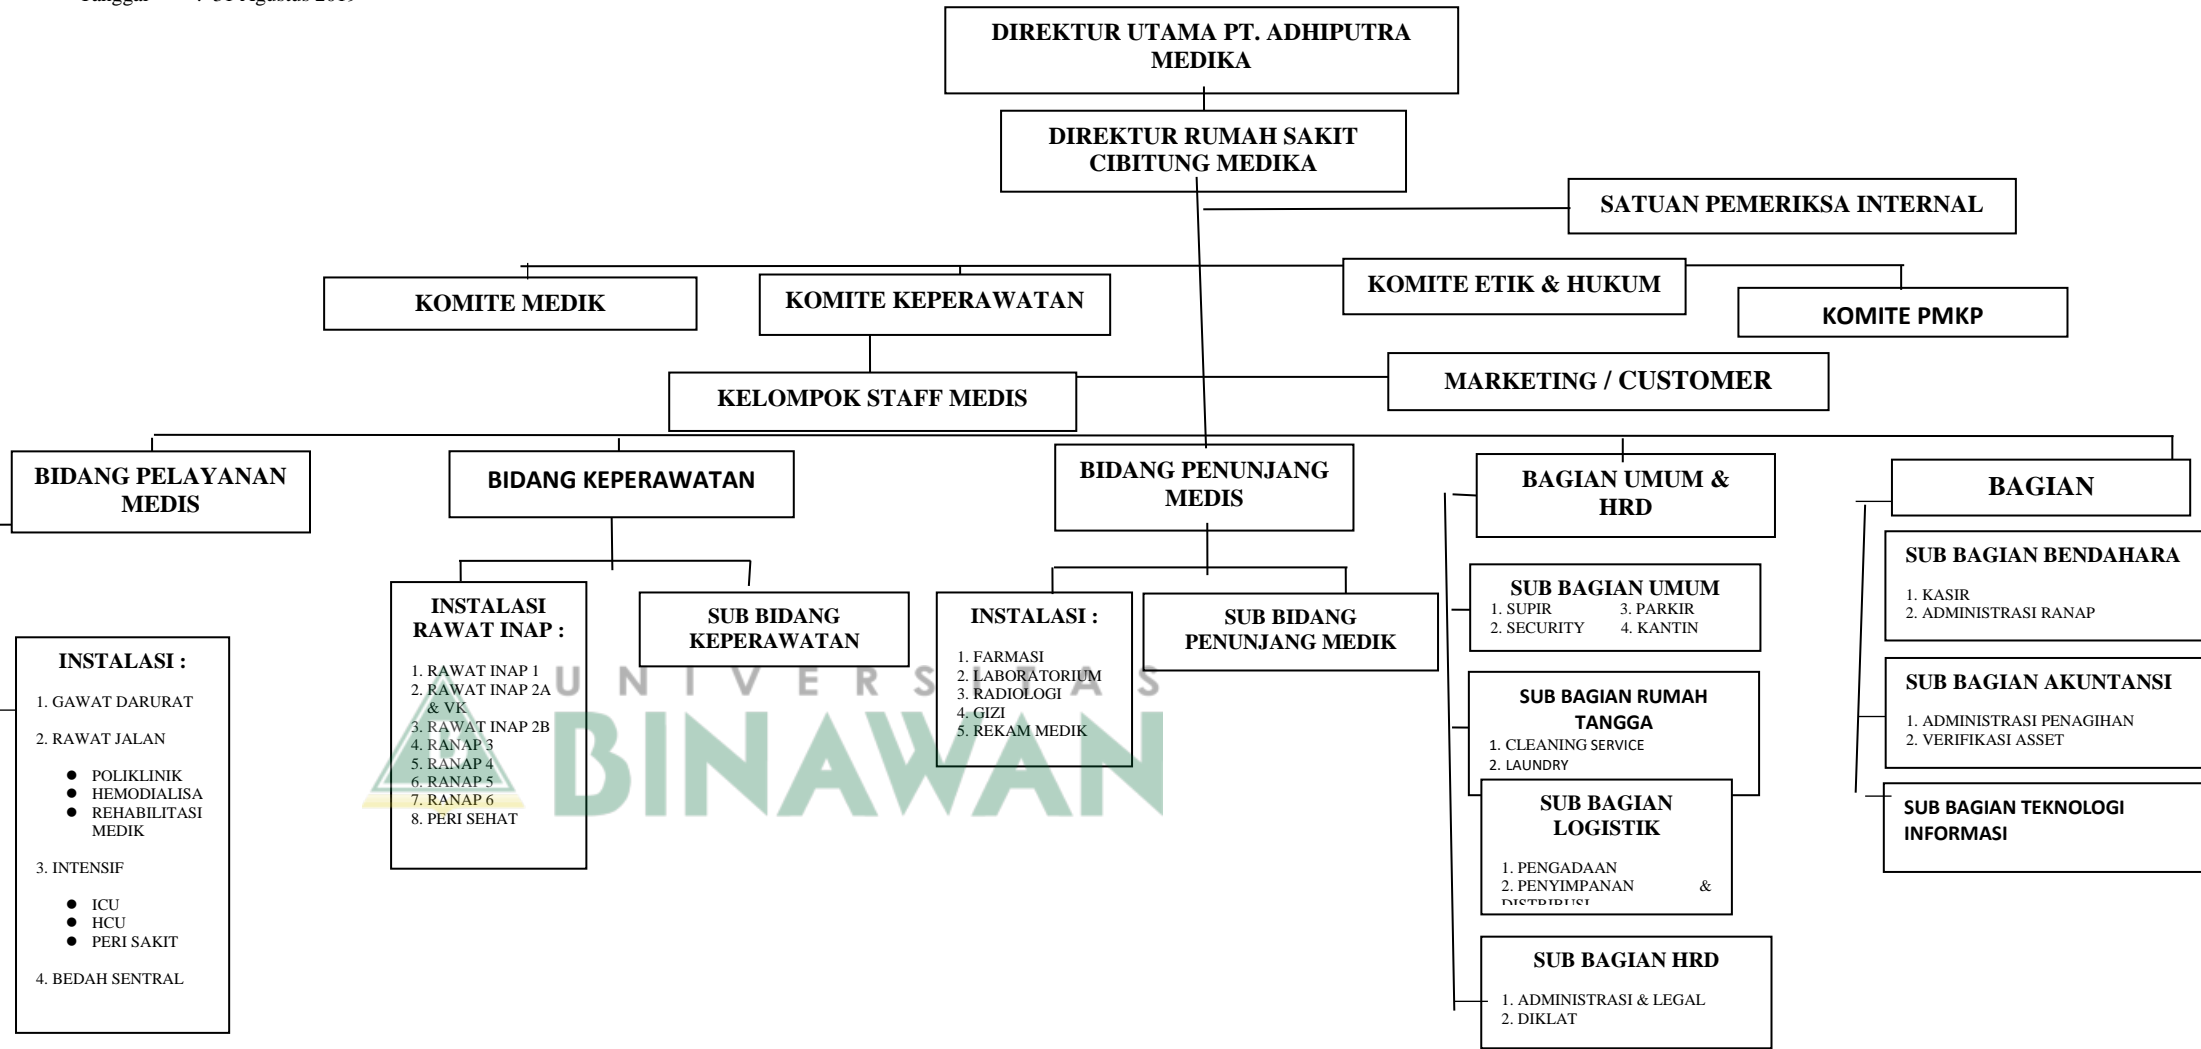 Tanggal : 31 Agustus 2019
DIREKTUR UTAMA PT. ADHIPUTRA
MEDIKA
DIREKTUR RUMAH SAKIT
CIBITUNG MEDIKA
SATUAN PEMERIKSA INTERNAL
KOMITE MEDIK
KOMITE KEPERAWATAN
KOMITE ETIK & HUKUM
KOMITE PMKP
KELOMPOK STAFF MEDIS
MARKETING / CUSTOMER
BIDANG PELAYANAN
MEDIS
BIDANG KEPERAWATAN
BIDANG PENUNJANG
MEDIS
BAGIAN UMUM &
HRD
BAGIAN
INSTALASI :
1. GAWAT DARURAT
2. RAWAT JALAN
● POLIKLINIK
● HEMODIALISA
● REHABILITASI
MEDIK
3. INTENSIF
● ICU
● HCU
● PERI SAKIT
4. BEDAH SENTRAL
INSTALASI
RAWAT INAP :
1. RAWAT INAP 1
2. RAWAT INAP 2A
& VK
3. RAWAT INAP 2B
4. RANAP 3
5. RANAP 4
6. RANAP 5
7. RANAP 6
8. PERI SEHAT
SUB BIDANG
KEPERAWATAN
INSTALASI :
1. FARMASI
2. LABORATORIUM
3. RADIOLOGI
4. GIZI
5. REKAM MEDIK
SUB BIDANG
PENUNJANG MEDIK
SUB BAGIAN UMUM
1. SUPIR 3. PARKIR
2. SECURITY 4. KANTIN
SUB BAGIAN RUMAH
TANGGA
1. CLEANING SERVICE
2. LAUNDRY
SUB BAGIAN
LOGISTIK
1. PENGADAAN
2. PENYIMPANAN &
DISTRIBUSI
SUB BAGIAN HRD
1. ADMINISTRASI & LEGAL
2. DIKLAT
SUB BAGIAN BENDAHARA
1. KASIR
2. ADMINISTRASI RANAP
SUB BAGIAN AKUNTANSI
1. ADMINISTRASI PENAGIHAN
2. VERIFIKASI ASSET
SUB BAGIAN TEKNOLOGI
INFORMASI
UNIVERSITAS
BINAWAN